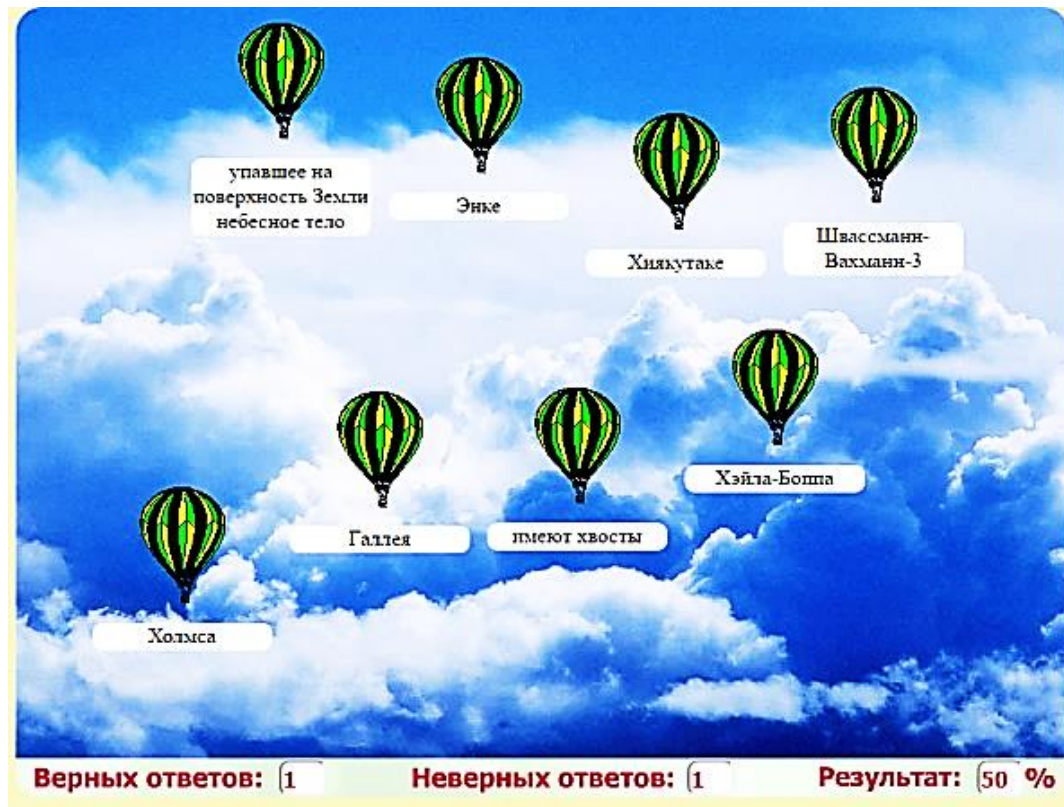 упавшее на
поверхность Земли
небесное тело
Энке
Хиякутаке
Швассманн-
Вахманн-3
Хэйла-Боппа
Галлея
имеют хвосты
Холмса
Верных ответов: 1 Неверных ответов: 1 Результат: 50 %